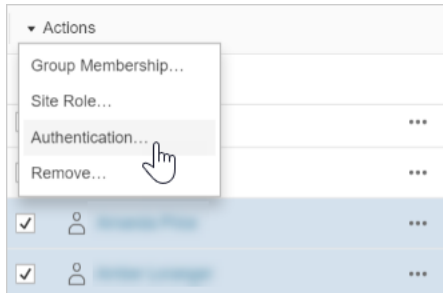 Actions
Group Membership...
Site Role...
Authentication...
Remove...